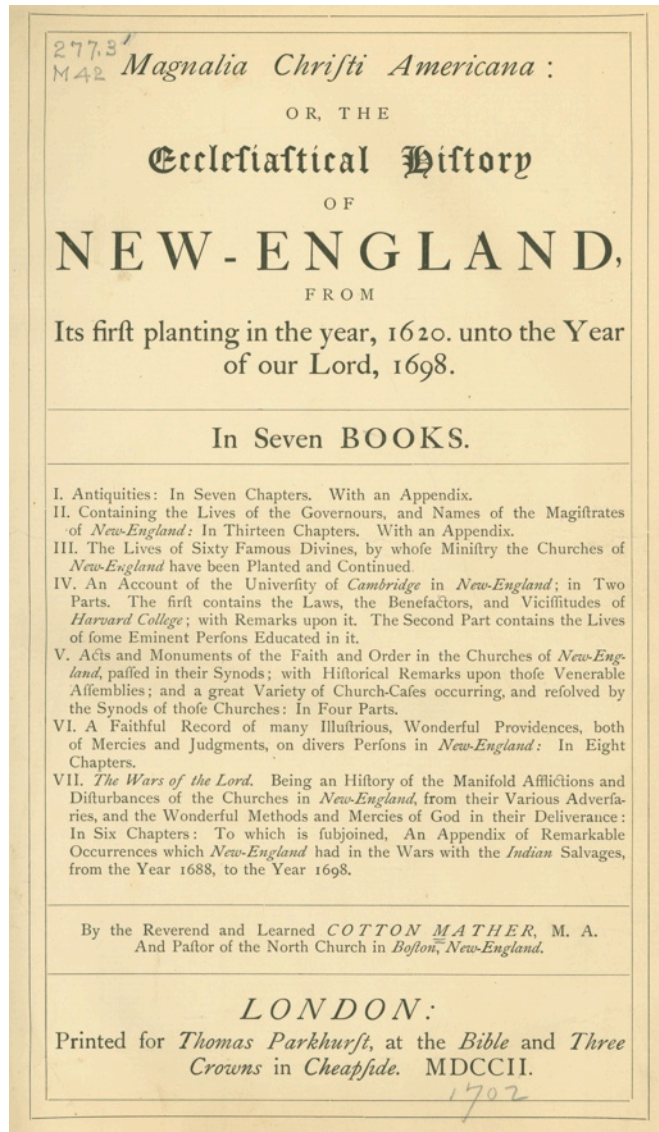 277.3
M42
Magnalia Chriſti Americana:
OR, THE
Eccleſiaſtical Hiſtory
OF
NEW-ENGLAND,
FROM
Its firſt planting in the year, 1620. unto the Year
of our Lord, 1698.
In Seven BOOKS.
I. Antiquities: In Seven Chapters. With an Appendix.
II. Containing the Lives of the Governours, and Names of the Magiſtrates
of New-England: In Thirteen Chapters. With an Appendix.
III. The Lives of Sixty Famous Divines, by whoſe Miniſtry the Churches of
New-England have been Planted and Continued
IV. An Account of the Univerſity of Cambridge in New-England; in Two
Parts. The firſt contains the Laws, the Benefactors, and Viciſſitudes of
Harvard College; with Remarks upon it. The Second Part contains the Lives
of ſome Eminent Perſons Educated in it.
V. Acts and Monuments of the Faith and Order in the Churches of New-Eng-
land, paſſed in their Synods; with Hiſtorical Remarks upon thoſe Venerable
Aſſemblies; and a great Variety of Church-Caſes occurring, and reſolved by
the Synods of thoſe Churches: In Four Parts.
VI. A Faithful Record of many Illuſtrious, Wonderful Providences, both
of Mercies and Judgments, on divers Perſons in New-England: In Eight
Chapters.
VII. The Wars of the Lord. Being an Hiſtory of the Manifold Afflictions and
Diſturbances of the Churches in New-England, from their Various Adverſa-
ries, and the Wonderful Methods and Mercies of God in their Deliverance:
In Six Chapters: To which is ſubjoined, An Appendix of Remarkable
Occurrences which New-England had in the Wars with the Indian Salvages,
from the Year 1688, to the Year 1698.
By the Reverend and Learned COTTON MATHER, M. A.
And Paſtor of the North Church in Boſton, New-England.
LONDON:
Printed for Thomas Parkhurſt, at the Bible and Three
Crowns in Cheapſide. MDCCII.
1702